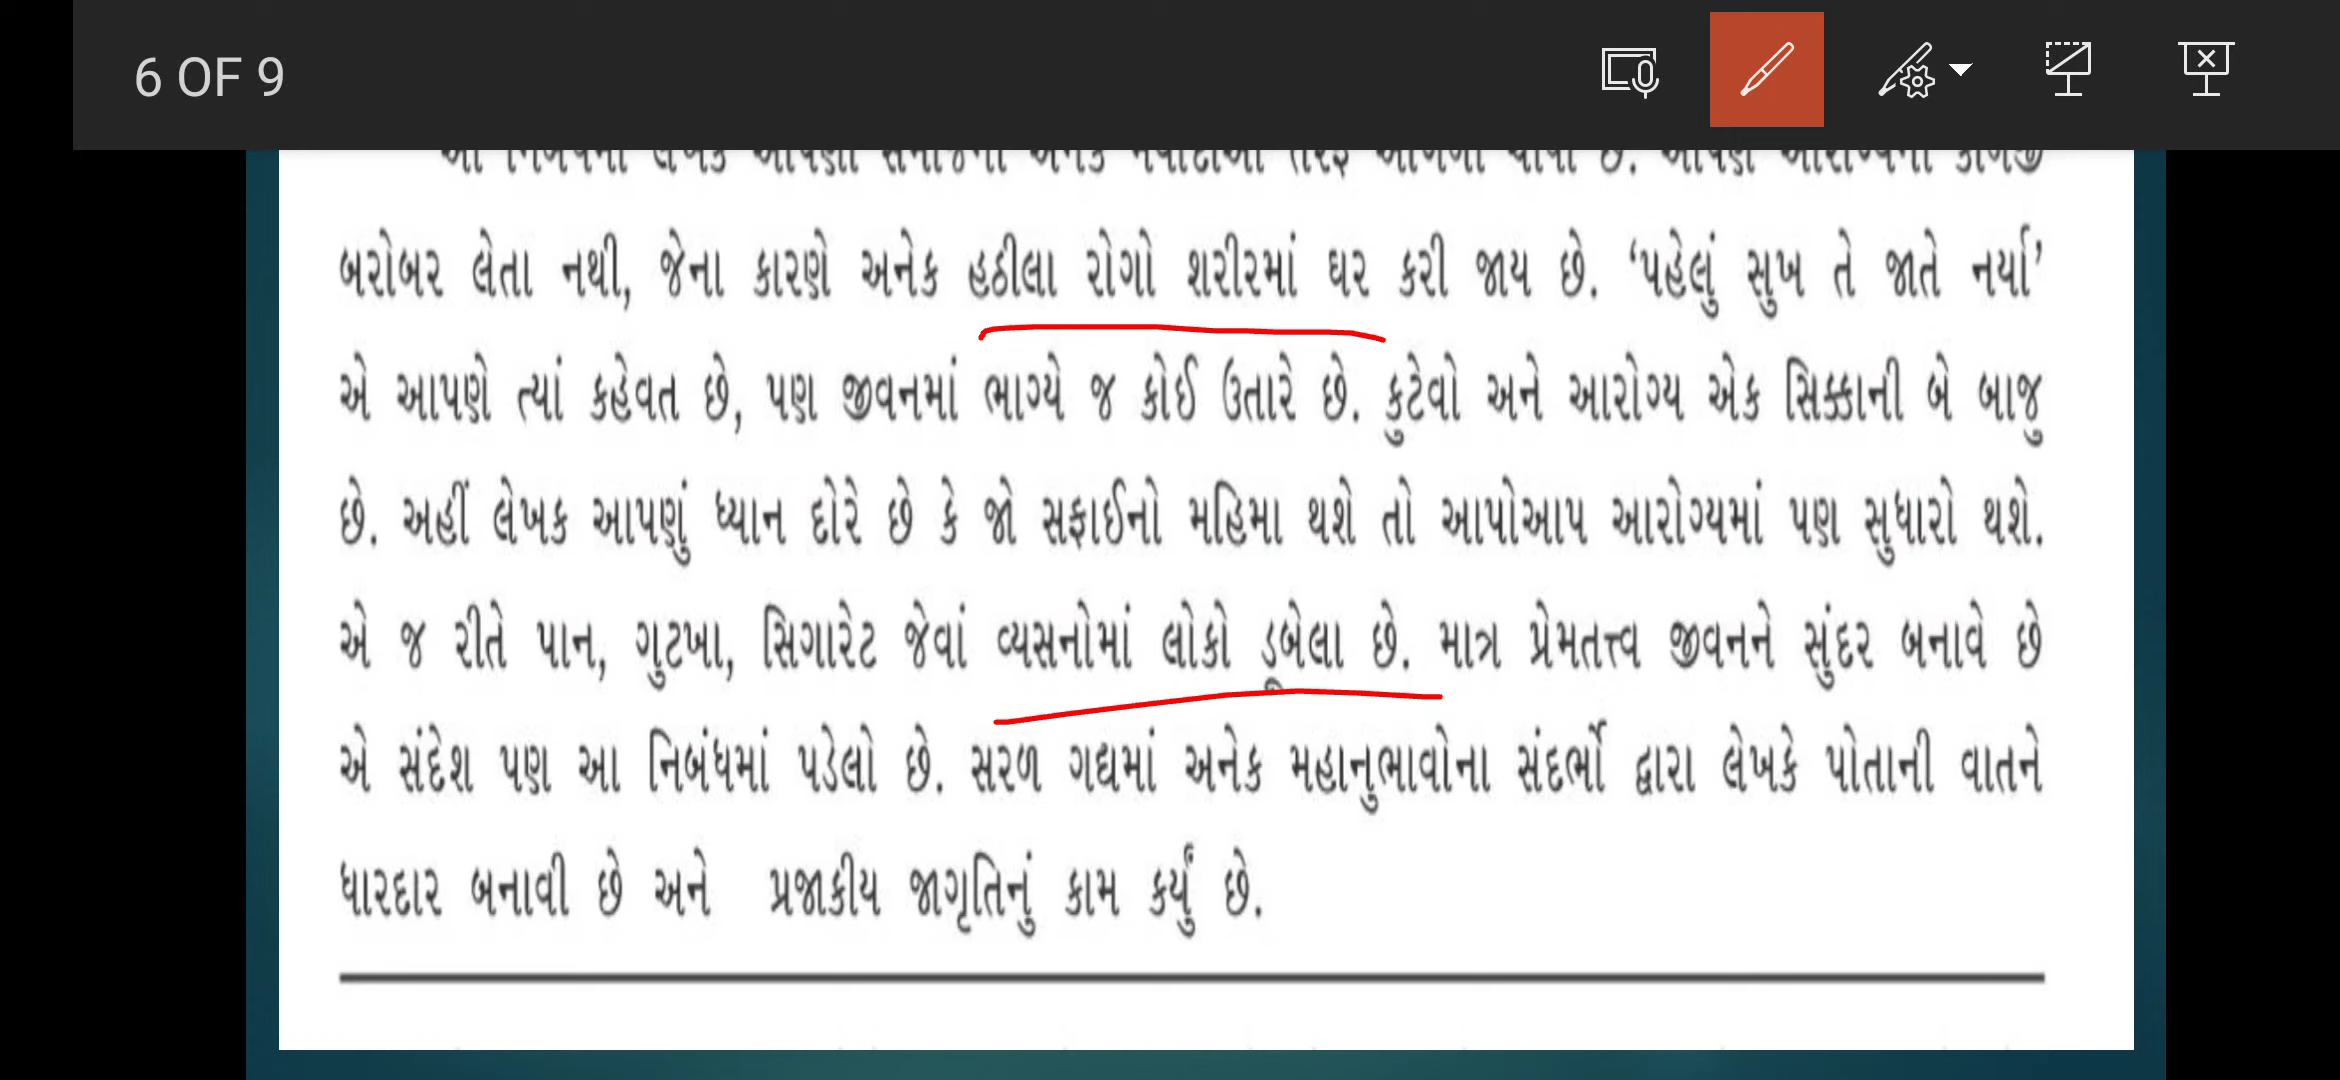 6 OF 9
બરોબર લેતા નથી, જેના કારણે અનેક હઠીલા રોગો શરીરમાં ઘર કરી જાય છે. ‘પહેલું સુખ તે જાતે નર્યા’
એ આપણે ત્યાં કહેવત છે, પણ જીવનમાં ભાગ્યે જ કોઈ ઉતારે છે. કુટેવો અને આરોગ્ય એક સિક્કાની બે બાજુ
છે. અહીં લેખક આપણું ધ્યાન દોરે છે કે જો સફાઈનો મહિમા થશે તો આપોઆપ આરોગ્યમાં પણ સુધારો થશે.
એ જ રીતે પાન, ગુટખા, સિગારેટ જેવાં વ્યસનોમાં લોકો ડૂબેલા છે. માત્ર પ્રેમતત્ત્વ જીવનને સુંદર બનાવે છે
એ સંદેશ પણ આ નિબંધમાં પડેલો છે. સરળ ગદ્યમાં અનેક મહાનુભાવોના સંદર્ભો દ્વારા લેખકે પોતાની વાતને
ધારદાર બનાવી છે અને પ્રજાકીય જાગૃતિનું કામ કર્યું છે.